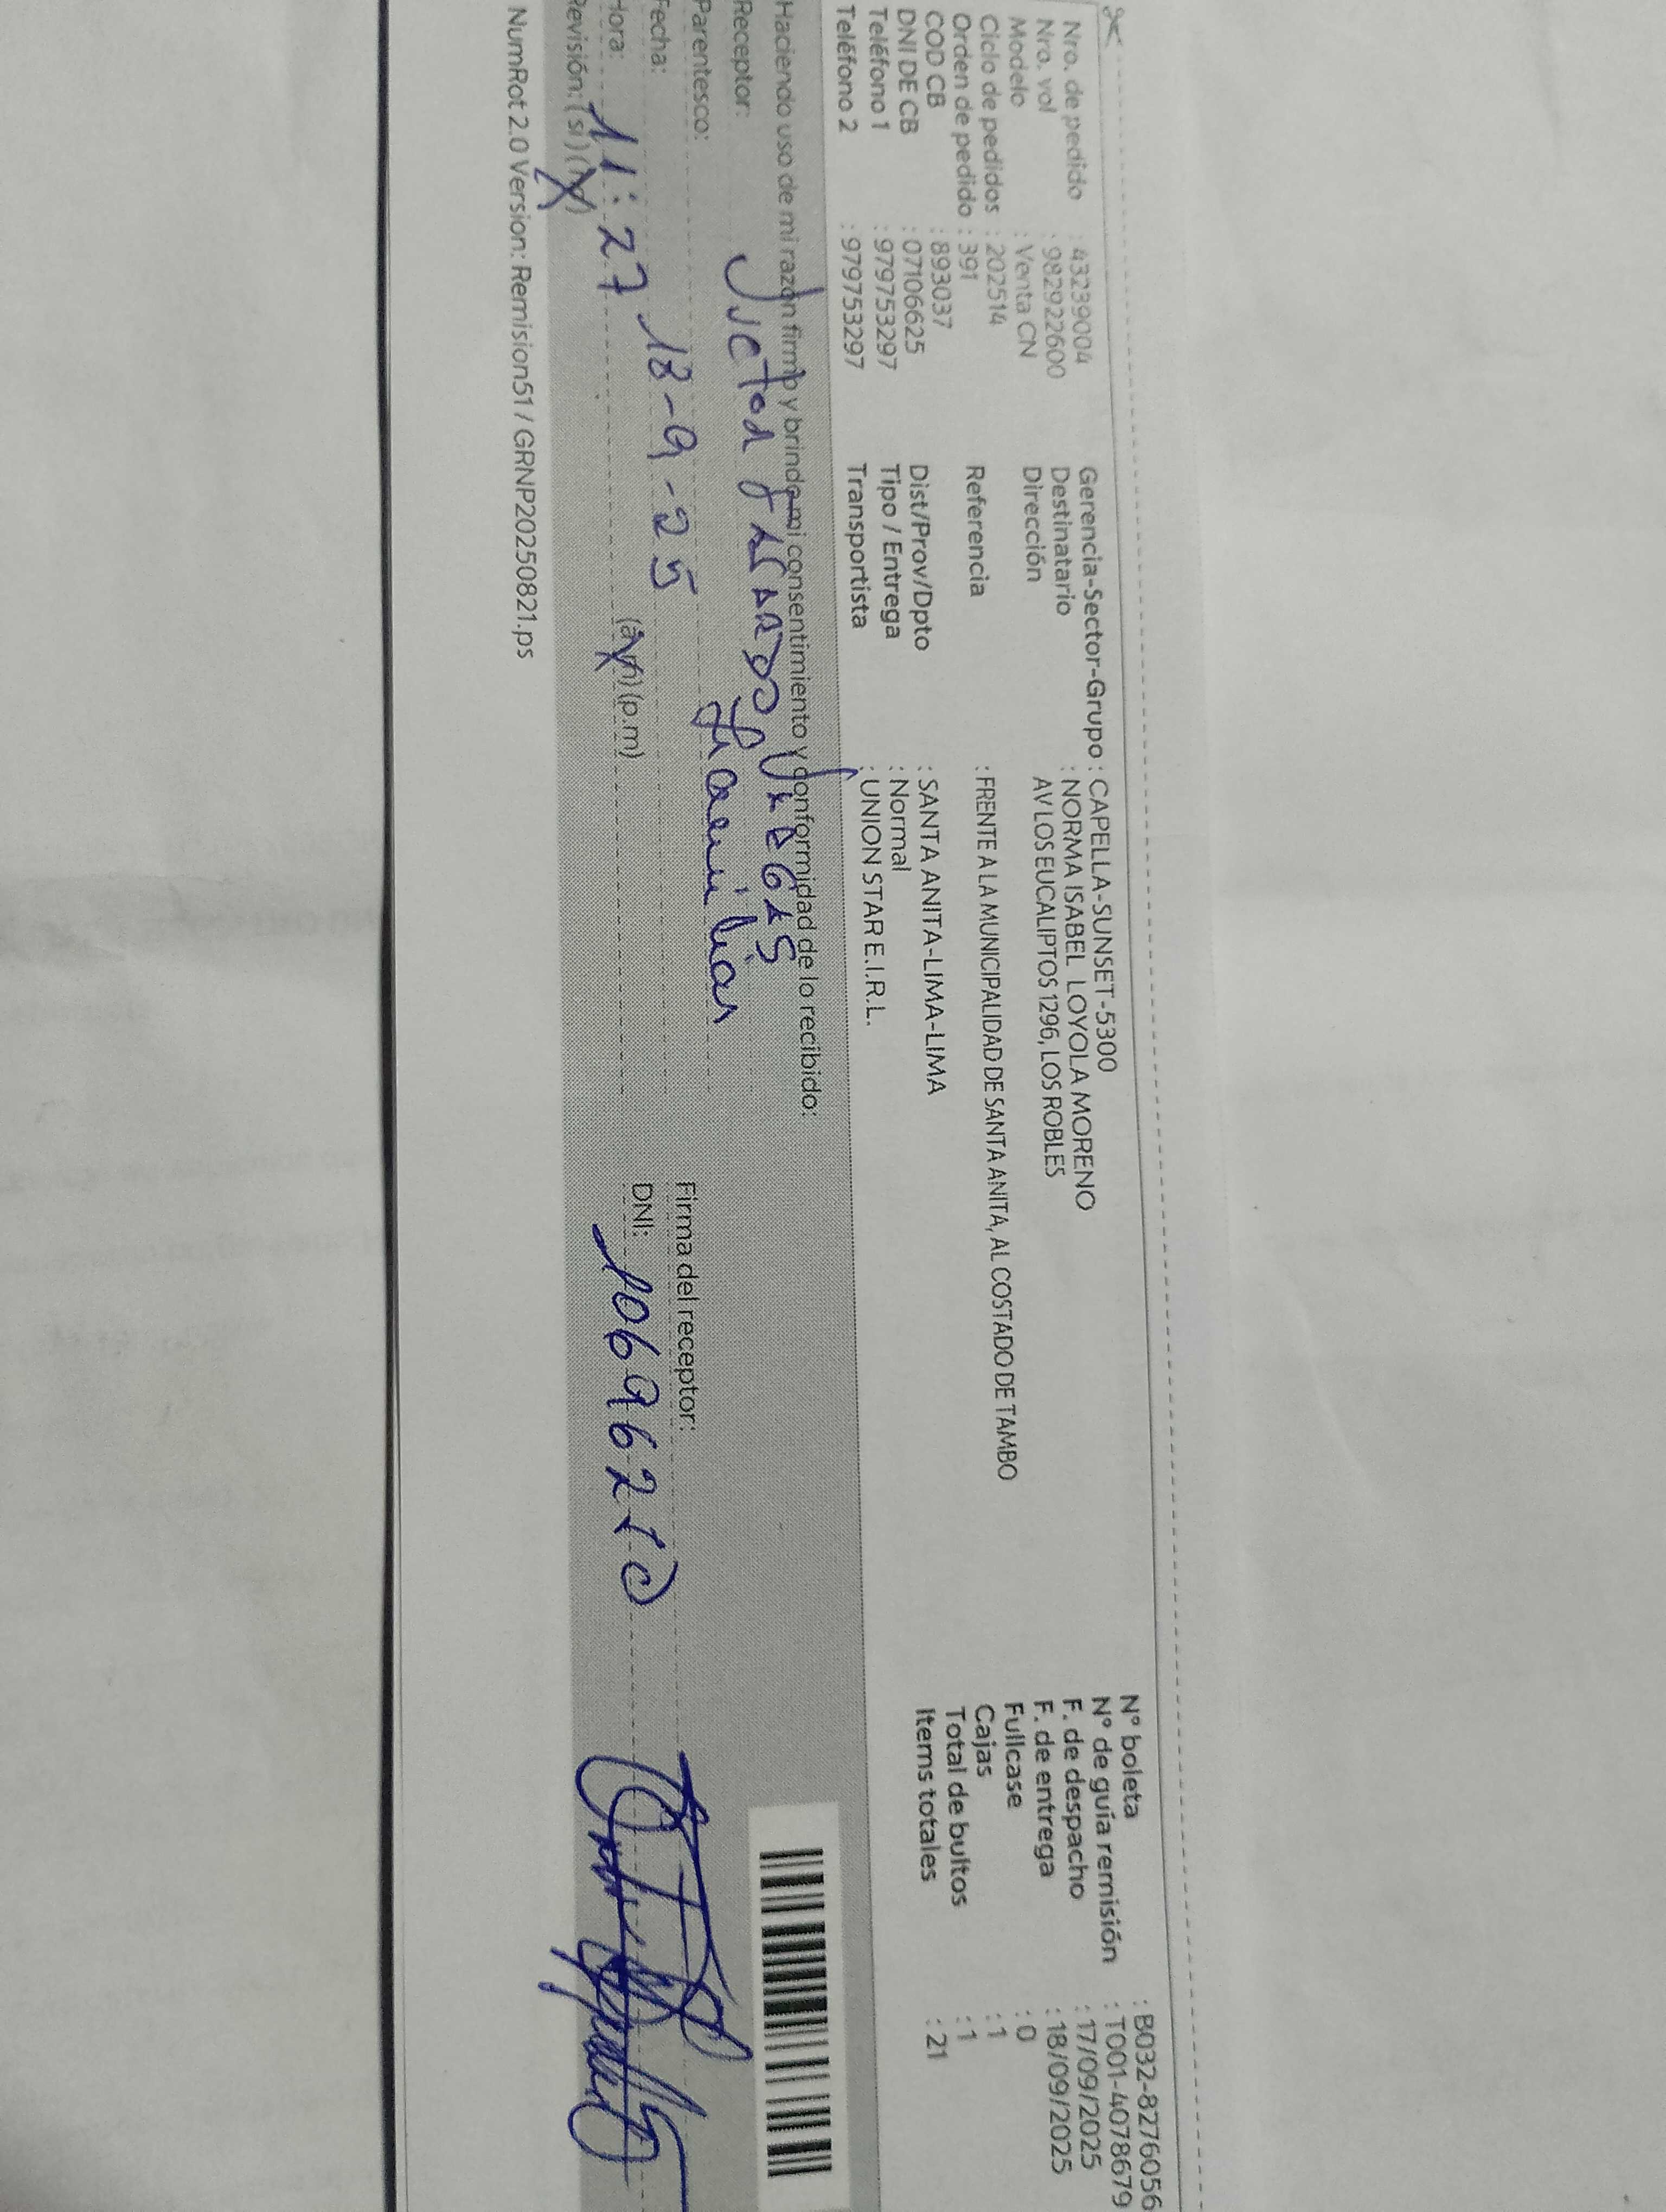 Nro. de pedido : 43239004
Nro. vol : 982922600
Modelo : Venta CN
Ciclo de pedidos : 202514
Orden de pedido : 391
COD CB : 893037
DNI DE CB : 07106625
Teléfono 1 : 979753297
Teléfono 2 : 979753297
Gerencia-Sector-Grupo : CAPELLA-SUNSET-5300
Destinatario : NORMA ISABEL LOYOLA MORENO
Dirección AV LOS EUCALIPTOS 1296, LOS ROBLES
Referencia : FRENTE A LA MUNICIPALIDAD DE SANTA ANITA, AL COSTADO DE TAMBO
Dist/Prov/Dpto : SANTA ANITA-LIMA-LIMA
Tipo / Entrega : Normal
Transportista : UNION STAR E.I.R.L.
N° boleta : B032-8276056
N° de guía remisión : T001-4078679
F. de despacho : 17/09/2025
F. de entrega : 18/09/2025
Fullcase : 0
Cajas : 1
Total de bultos : 1
Items totales : 21
Haciendo uso de mi razón firmo y brindo mi consentimiento y conformidad de lo recibido:
Receptor:
Parentesco: Familiar
Fecha: 18-9-25
Hora: 11:27 (a.m) (p.m)
Revisión: ( si ) ( no )
Firma del receptor:
DNI: 10696210
NumRot 2.0 Version: Remision51 / GRNP20250821.ps